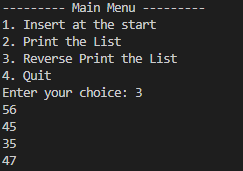 --------- Main Menu ---------
1. Insert at the start
2. Print the List
3. Reverse Print the List
4. Quit
Enter your choice: 3
56
45
35
47